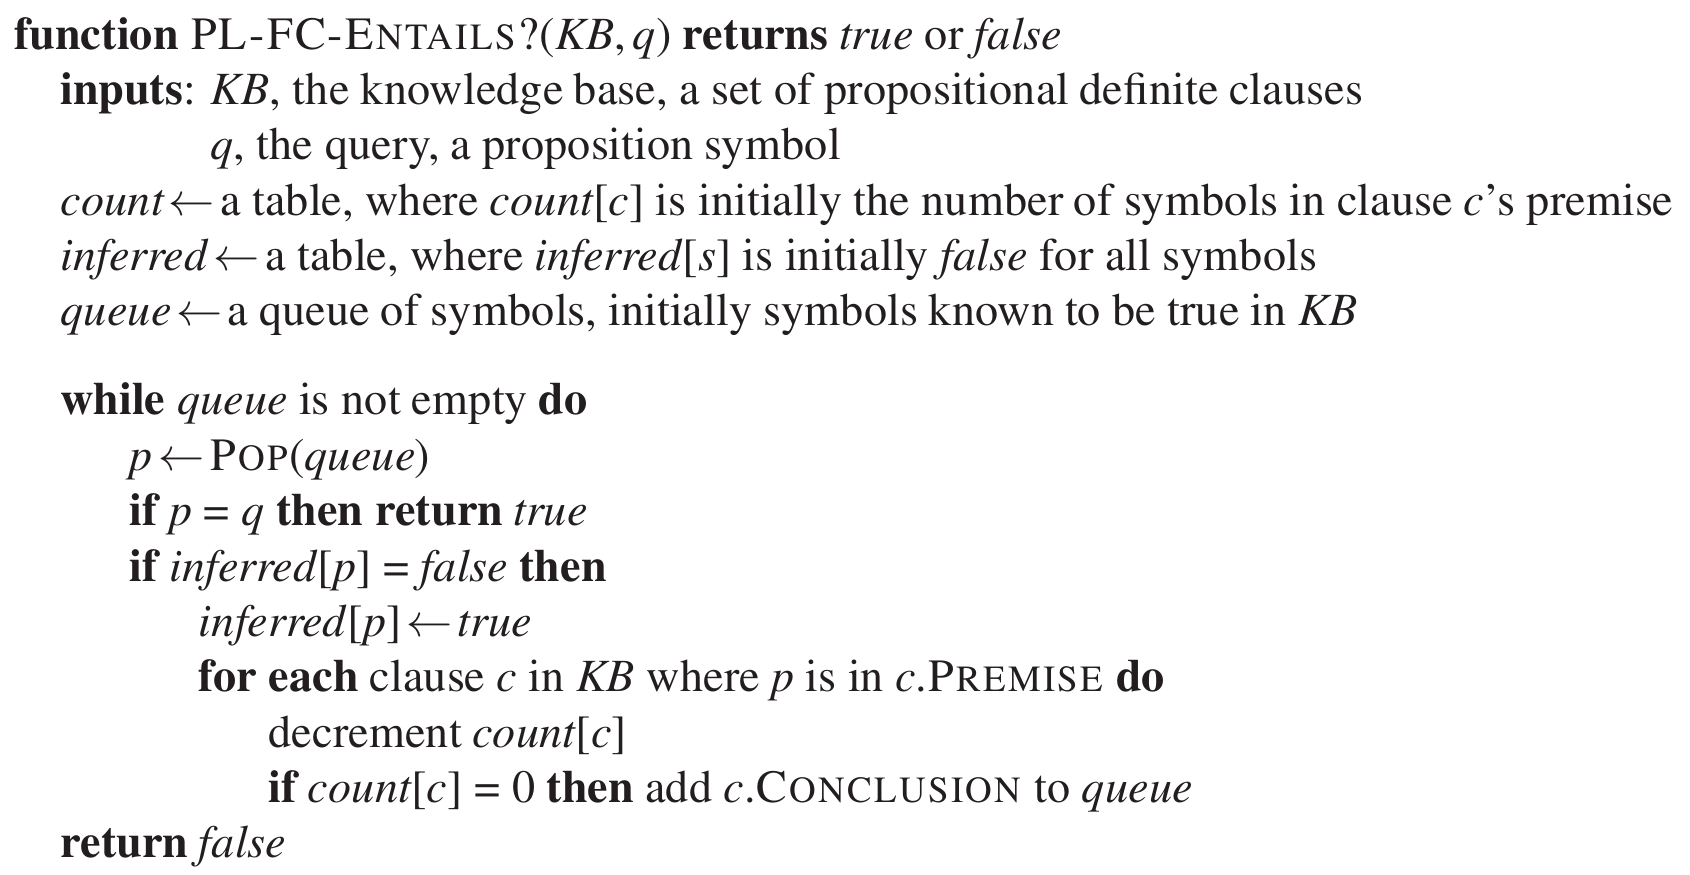 function PL-FC-ENTAILS?(KB, q) returns true or false
inputs: KB, the knowledge base, a set of propositional definite clauses
q, the query, a proposition symbol
count ← a table, where count[c] is initially the number of symbols in clause c's premise
inferred ← a table, where inferred[s] is initially false for all symbols
queue ← a queue of symbols, initially symbols known to be true in KB
while queue is not empty do
p ← POP(queue)
if p = q then return true
if inferred[p] = false then
inferred[p] ← true
for each clause c in KB where p is in c.PREMISE do
decrement count[c]
if count[c] = 0 then add c.CONCLUSION to queue
return false